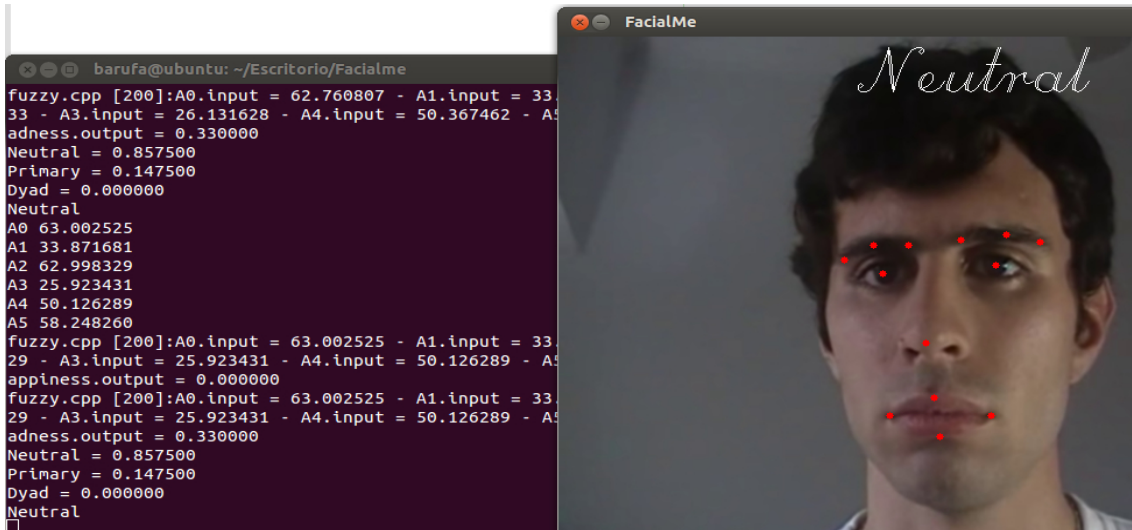 barufa@ubuntu: ~/Escritorio/Facialme
fuzzy.cpp [200]:A0.input = 62.760807 - A1.input = 33.
33 - A3.input = 26.131628 - A4.input = 50.367462 - A5
adness.output = 0.330000
Neutral = 0.857500
Primary = 0.147500
Dyad = 0.000000
Neutral
A0 63.002525
A1 33.871681
A2 62.998329
A3 25.923431
A4 50.126289
A5 58.248260
fuzzy.cpp [200]:A0.input = 63.002525 - A1.input = 33.
29 - A3.input = 25.923431 - A4.input = 50.126289 - A5
appiness.output = 0.000000
fuzzy.cpp [200]:A0.input = 63.002525 - A1.input = 33.
29 - A3.input = 25.923431 - A4.input = 50.126289 - A5
adness.output = 0.330000
Neutral = 0.857500
Primary = 0.147500
Dyad = 0.000000
Neutral
FacialMe
Neutral